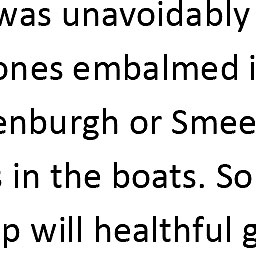 was unavoidably
ones embalmed i
enburgh or Smee
s in the boats. So
p will healthful g